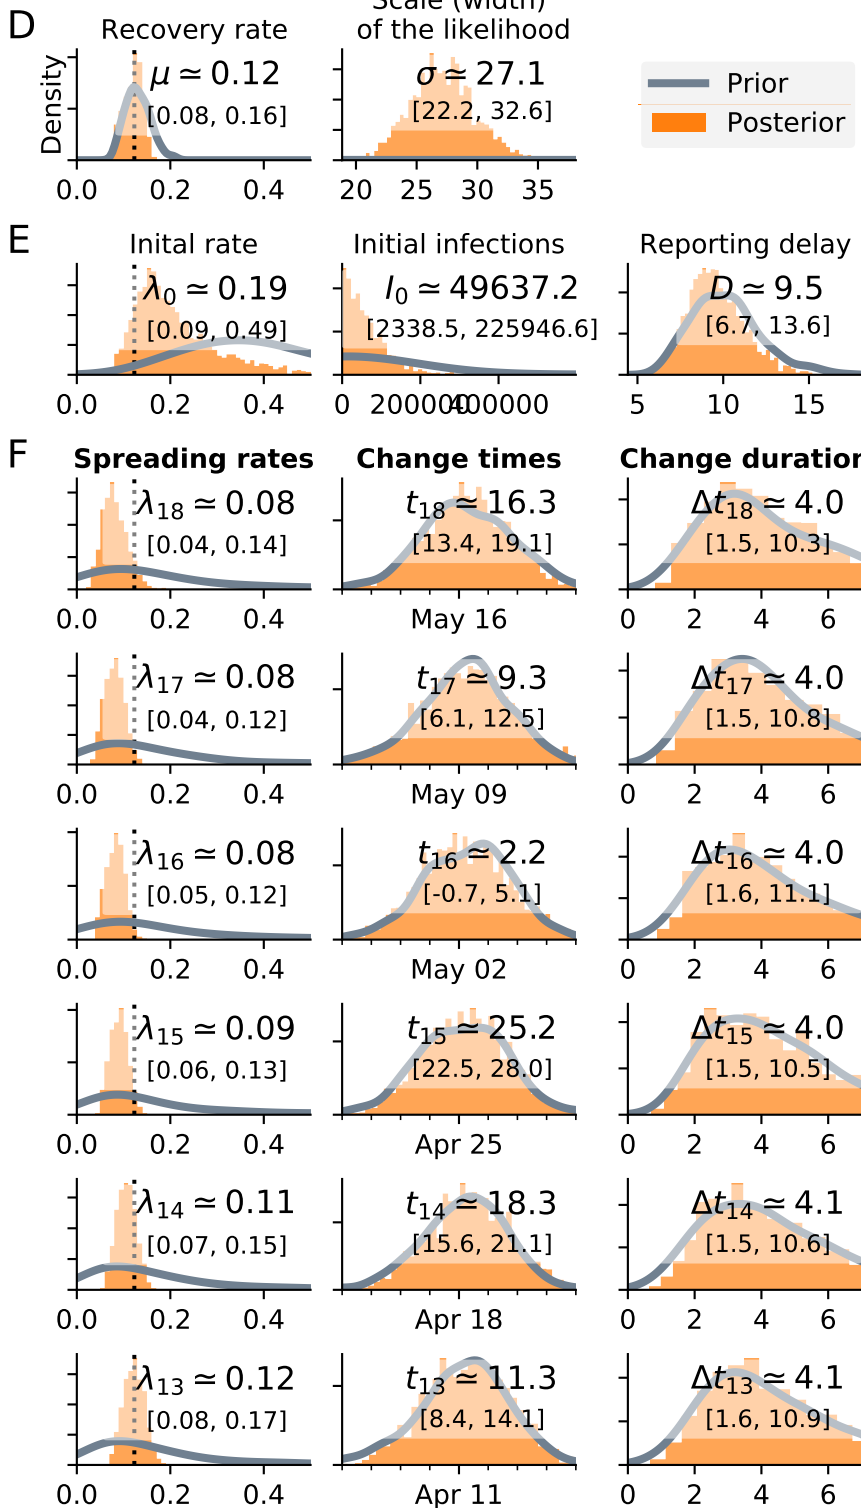 D
Recovery rate
Scale (width)
of the likelihood
Density
μ ≃ 0.12
[0.08, 0.16]
σ ≃ 27.1
[22.2, 32.6]
Prior
Posterior
0.0 0.2 0.4
20 25 30 35
E
Inital rate
Initial infections
Reporting delay
λ0 ≃ 0.19
[0.09, 0.49]
I0 ≃ 49637.2
[2338.5, 225946.6]
D ≃ 9.5
[6.7, 13.6]
0.0 0.2 0.4
0 200000 400000
5 10 15
F
Spreading rates
Change times
Change duration
λ18 ≃ 0.08
[0.04, 0.14]
t18 ≃ 16.3
[13.4, 19.1]
Δt18 ≃ 4.0
[1.5, 10.3]
0.0 0.2 0.4
May 16
0 2 4 6
λ17 ≃ 0.08
[0.04, 0.12]
t17 ≃ 9.3
[6.1, 12.5]
Δt17 ≃ 4.0
[1.5, 10.8]
0.0 0.2 0.4
May 09
0 2 4 6
λ16 ≃ 0.08
[0.05, 0.12]
t16 ≃ 2.2
[-0.7, 5.1]
Δt16 ≃ 4.0
[1.6, 11.1]
0.0 0.2 0.4
May 02
0 2 4 6
λ15 ≃ 0.09
[0.06, 0.13]
t15 ≃ 25.2
[22.5, 28.0]
Δt15 ≃ 4.0
[1.5, 10.5]
0.0 0.2 0.4
Apr 25
0 2 4 6
λ14 ≃ 0.11
[0.07, 0.15]
t14 ≃ 18.3
[15.6, 21.1]
Δt14 ≃ 4.1
[1.5, 10.6]
0.0 0.2 0.4
Apr 18
0 2 4 6
λ13 ≃ 0.12
[0.08, 0.17]
t13 ≃ 11.3
[8.4, 14.1]
Δt13 ≃ 4.1
[1.6, 10.9]
0.0 0.2 0.4
Apr 11
0 2 4 6